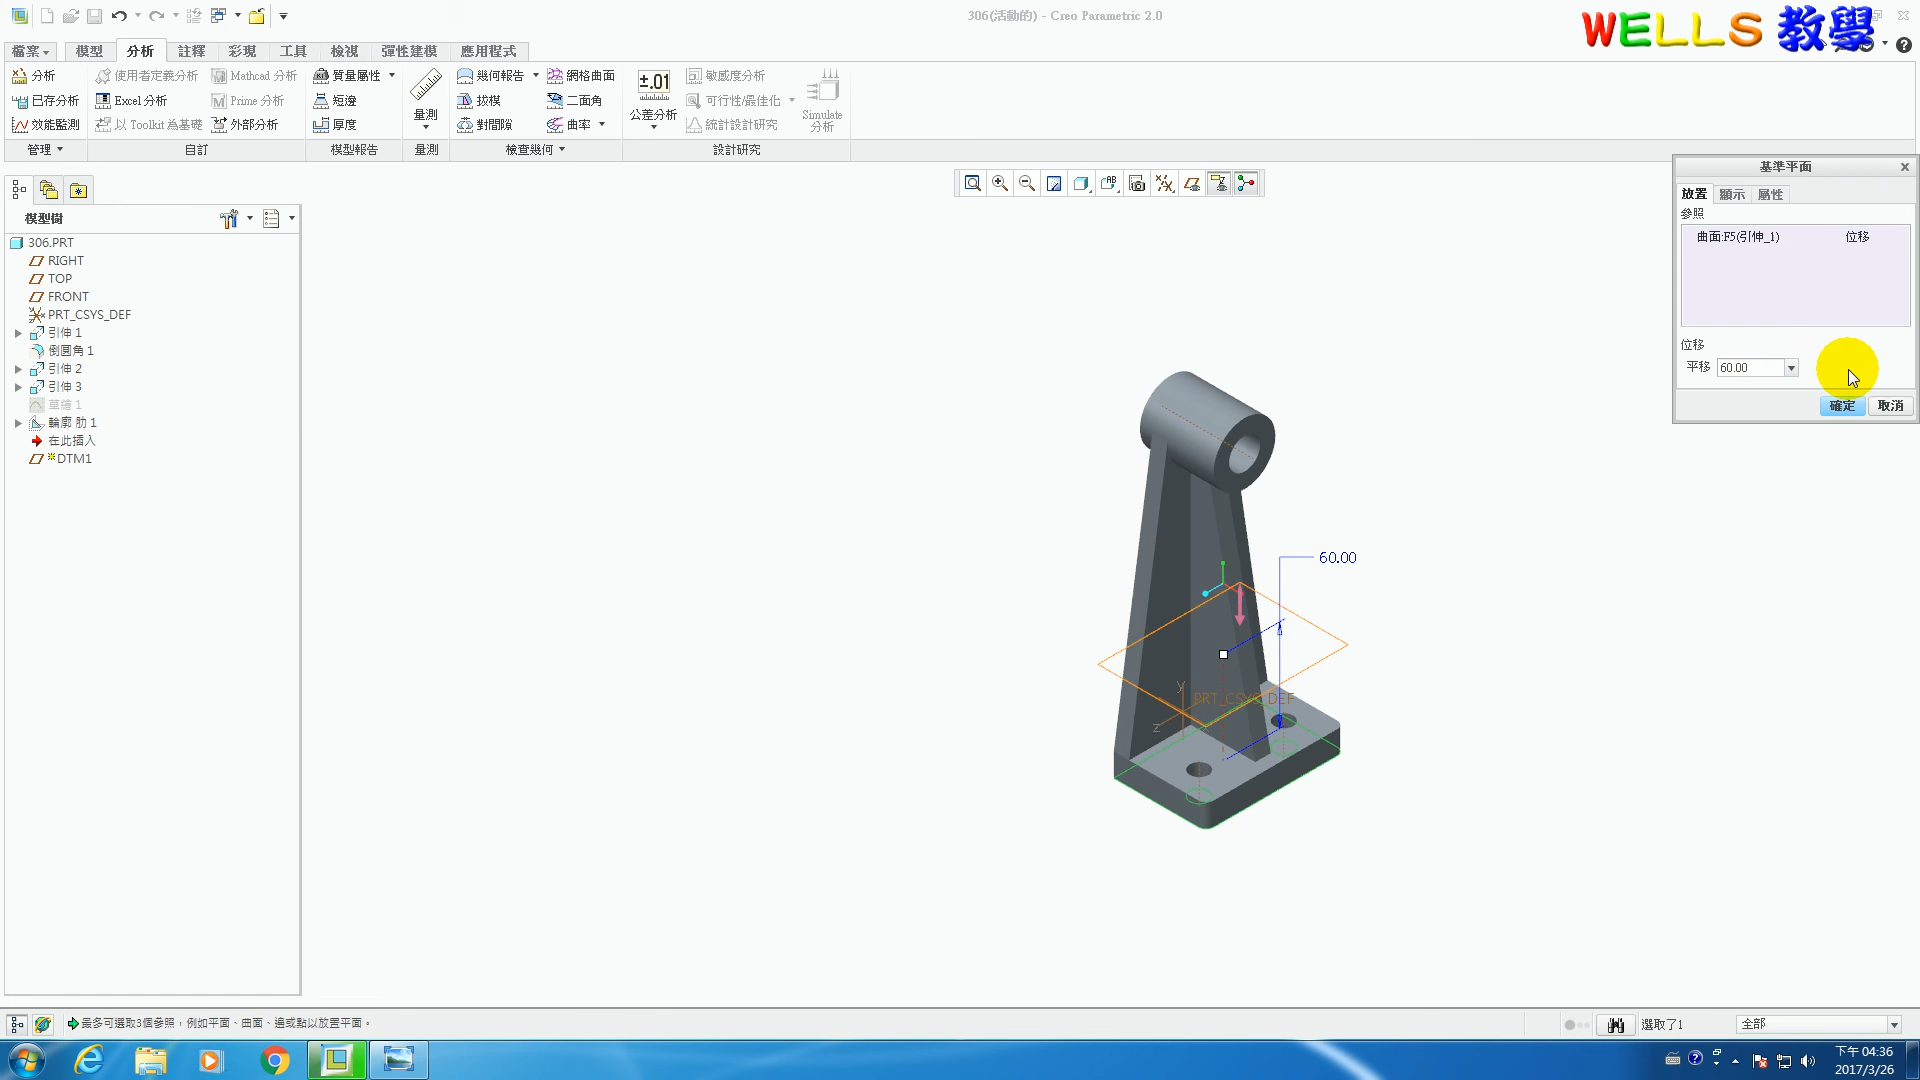 306(活動的) - Creo Parametric 2.0
WELLS 教學
檔案 模型 分析 註釋 彩現 工具 檢視 彈性建模 應用程式
分析 使用者定義分析 Mathcad 分析 質量屬性 幾何報告 網格曲面 敏感度分析
已存分析 Excel 分析 Prime 分析 短邊 拔模 二面角 可行性/最佳化
效能監測 以 Toolkit 為基礎 外部分析 厚度 對間隙 曲率 統計設計研究
量測
±.01
公差分析
Simulate
分析
管理 自訂 模型報告 量測 檢查幾何 設計研究
模型樹
306.PRT
RIGHT
TOP
FRONT
PRT_CSYS_DEF
引伸 1
倒圓角 1
引伸 2
引伸 3
草繪 1
輪廓 肋 1
在此插入
DTM1
60.00
PRT_CSYS_DEF
y
z
基準平面
放置 顯示 屬性
參照
曲面:F5(引伸_1) 位移
位移
平移 60.00
確定 取消
最多可選取3個參照，例如平面、曲面、邊或點以放置平面。
選取了1
全部
下午 04:36
2017/3/26